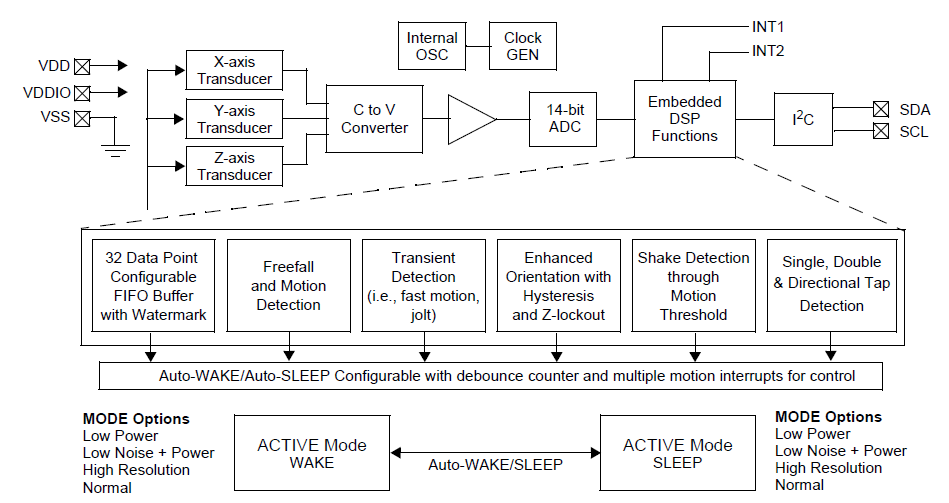 VDD
VDDIO
VSS
X-axis
Transducer
Y-axis
Transducer
Z-axis
Transducer
C to V
Converter
Internal
OSC
Clock
GEN
14-bit
ADC
Embedded
DSP
Functions
INT1
INT2
I²C
SDA
SCL
32 Data Point
Configurable
FIFO Buffer
with Watermark
Freefall
and Motion
Detection
Transient
Detection
(i.e., fast motion,
jolt)
Enhanced
Orientation with
Hysteresis
and Z-lockout
Shake Detection
through
Motion
Threshold
Single, Double
& Directional Tap
Detection
Auto-WAKE/Auto-SLEEP Configurable with debounce counter and multiple motion interrupts for control
MODE Options
Low Power
Low Noise + Power
High Resolution
Normal
ACTIVE Mode
WAKE
Auto-WAKE/SLEEP
ACTIVE Mode
SLEEP
MODE Options
Low Power
Low Noise + Power
High Resolution
Normal